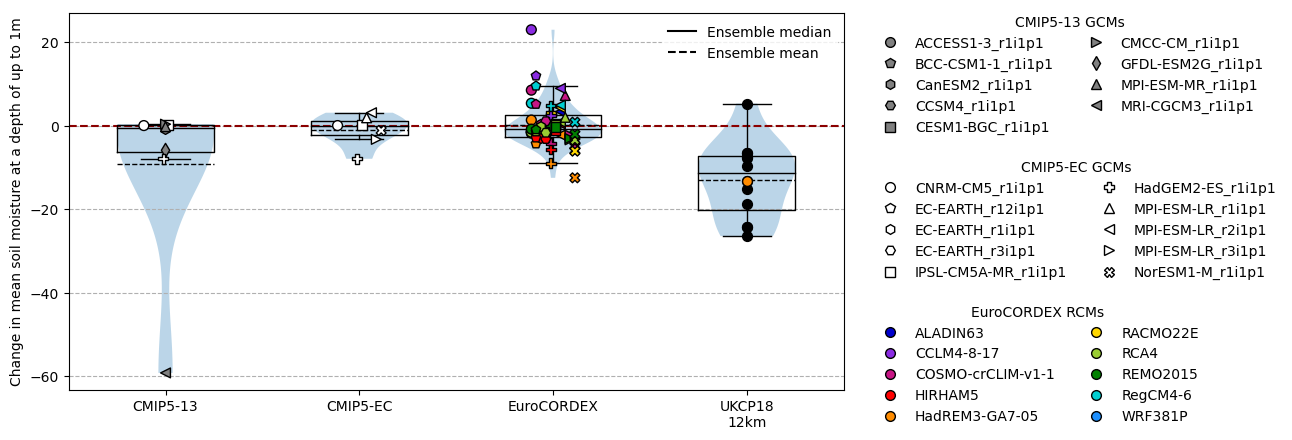 Change in mean soil moisture at a depth of up to 1m
20
0
−20
−40
−60
CMIP5-13
CMIP5-EC
EuroCORDEX
UKCP18
12km
Ensemble median
Ensemble mean
CMIP5-13 GCMs
ACCESS1-3_r1i1p1
BCC-CSM1-1_r1i1p1
CanESM2_r1i1p1
CCSM4_r1i1p1
CESM1-BGC_r1i1p1
CMCC-CM_r1i1p1
GFDL-ESM2G_r1i1p1
MPI-ESM-MR_r1i1p1
MRI-CGCM3_r1i1p1
CMIP5-EC GCMs
CNRM-CM5_r1i1p1
EC-EARTH_r12i1p1
EC-EARTH_r1i1p1
EC-EARTH_r3i1p1
IPSL-CM5A-MR_r1i1p1
HadGEM2-ES_r1i1p1
MPI-ESM-LR_r1i1p1
MPI-ESM-LR_r2i1p1
MPI-ESM-LR_r3i1p1
NorESM1-M_r1i1p1
EuroCORDEX RCMs
ALADIN63
CCLM4-8-17
COSMO-crCLIM-v1-1
HIRHAM5
HadREM3-GA7-05
RACMO22E
RCA4
REMO2015
RegCM4-6
WRF381P